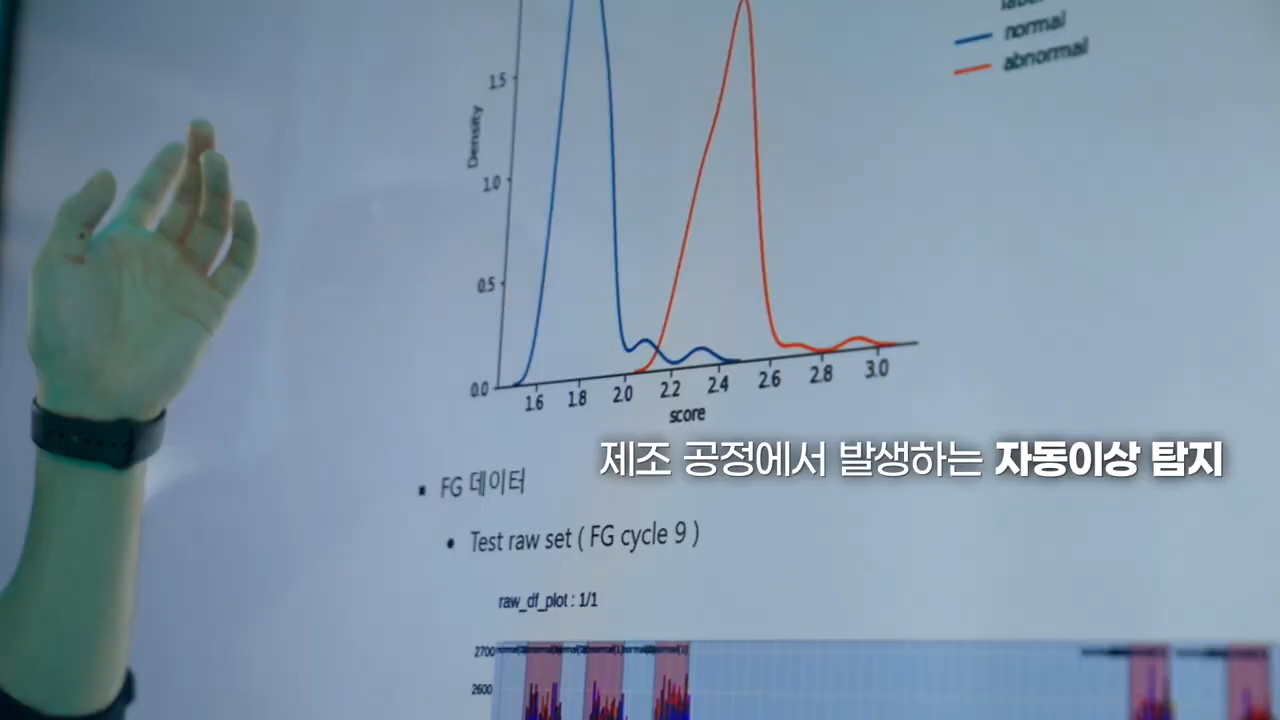 label
normal
abnormal
1.5
Density
1.0
0.5
0.0
1.6 1.8 2.0 2.2 2.4 2.6 2.8 3.0
score
제조 공정에서 발생하는 자동이상 탐지
▪ FG 데이터
• Test raw set ( FG cycle 9 )
raw_df_plot : 1/1
2700
2600